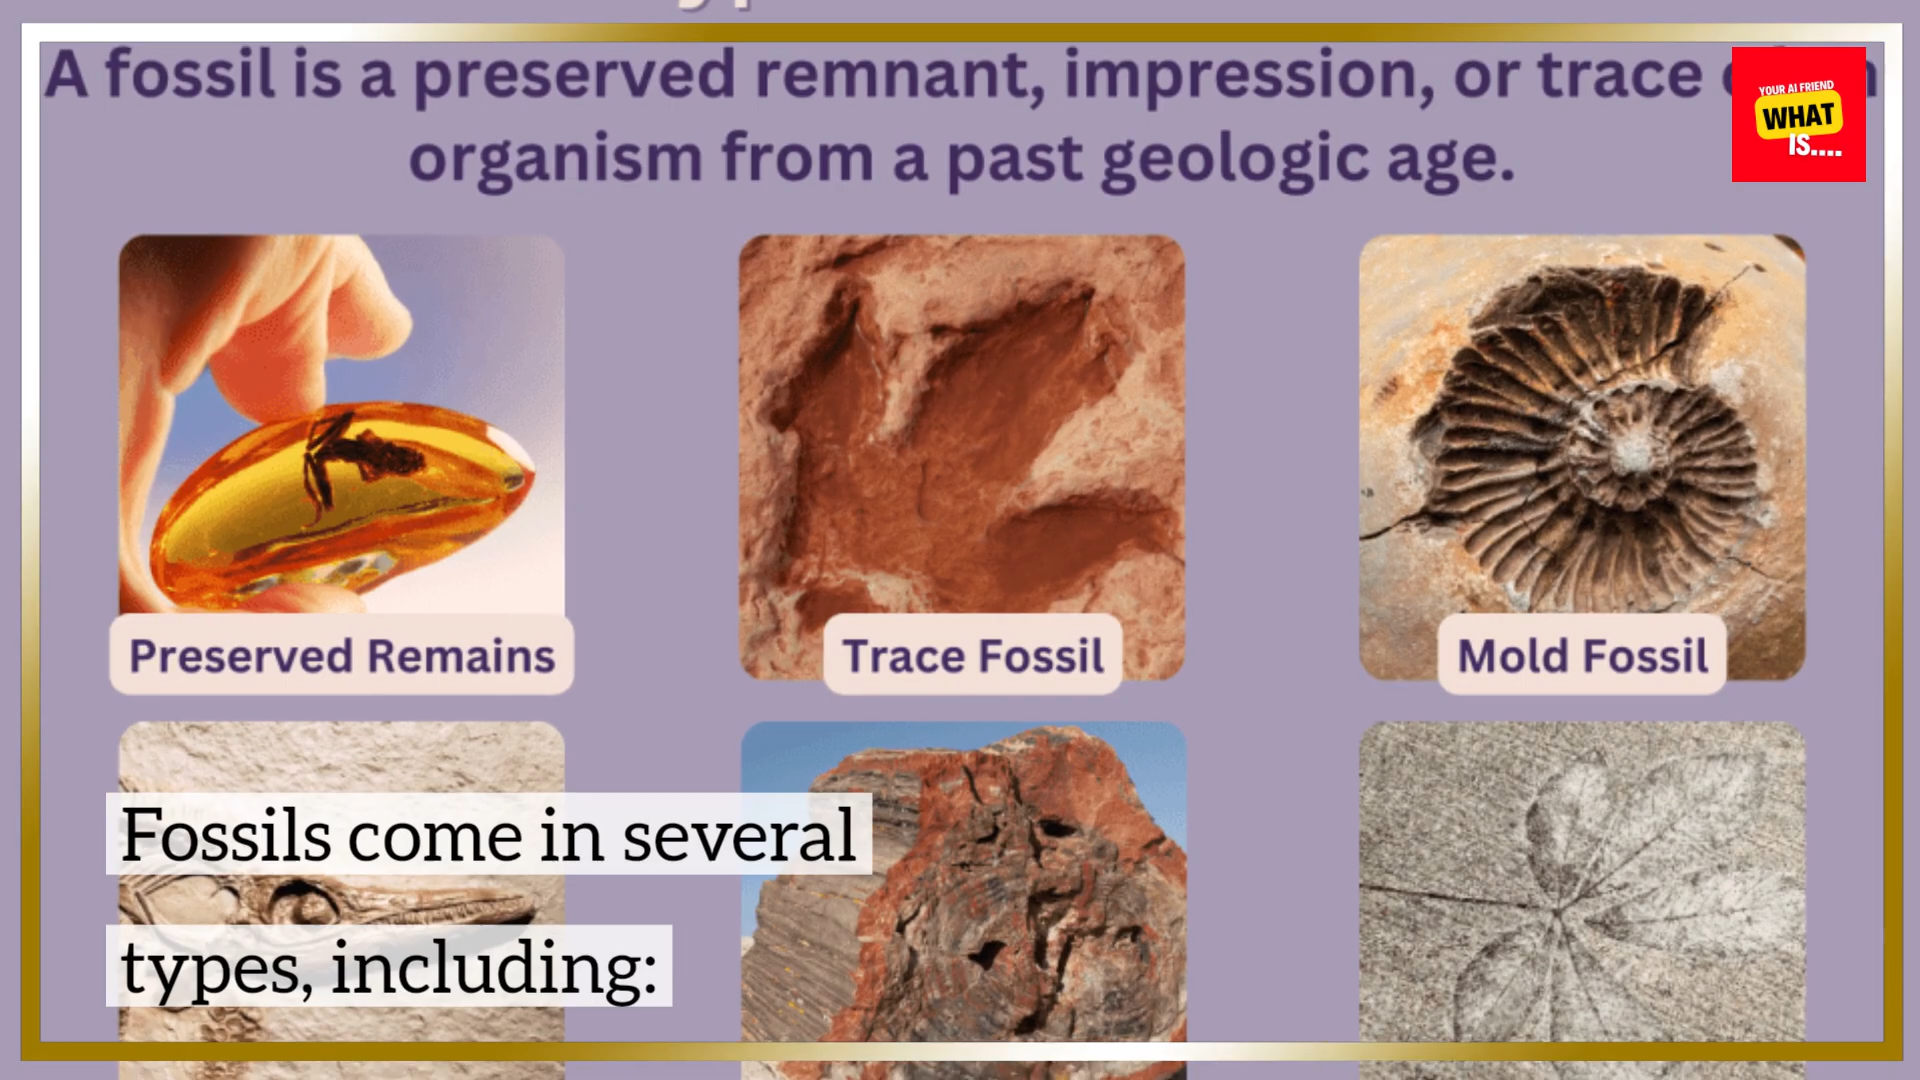 A fossil is a preserved remnant, impression, or trace
organism from a past geologic age.
YOUR AI FRIEND
WHAT
IS....
Preserved Remains
Trace Fossil
Mold Fossil
Fossils come in several
types, including: